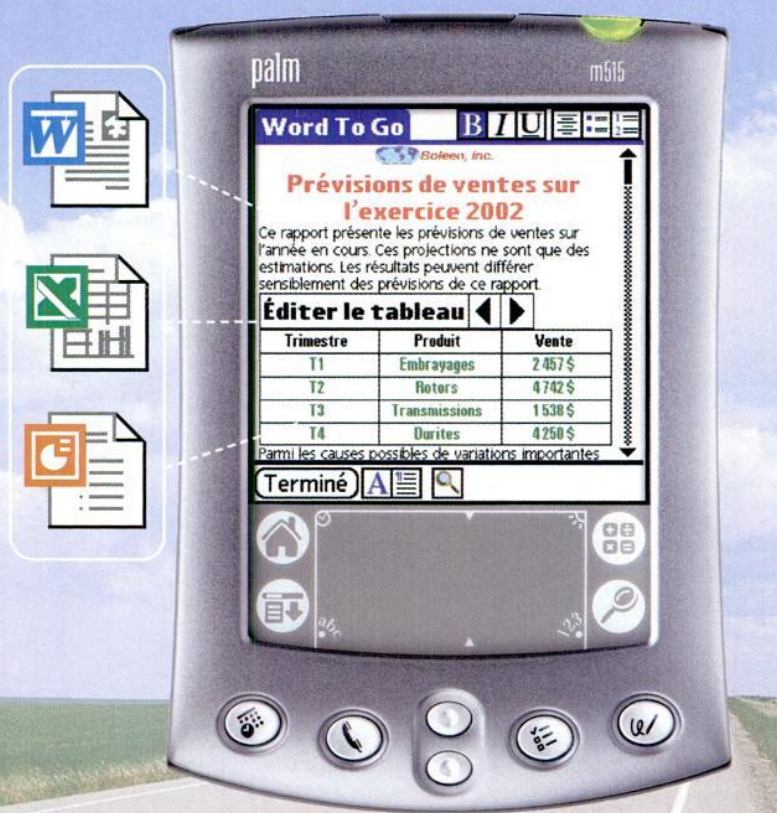 palm
m515
W
Word To Go
B I U
Boleen, Inc.
Prévisions de ventes sur
l'exercice 2002
Ce rapport présente les prévisions de ventes sur
l'année en cours. Ces projections ne sont que des
estimations. Les résultats peuvent différer
sensiblement des prévisions de ce rapport.
X
Éditer le tableau
Trimestre Produit Vente
T1 Embrayages 2 457 $
T2 Rotors 4 742 $
T3 Transmissions 1 538 $
T4 Durites 4 250 $
Parmi les causes possibles de variations importantes
Terminé A
abc
123